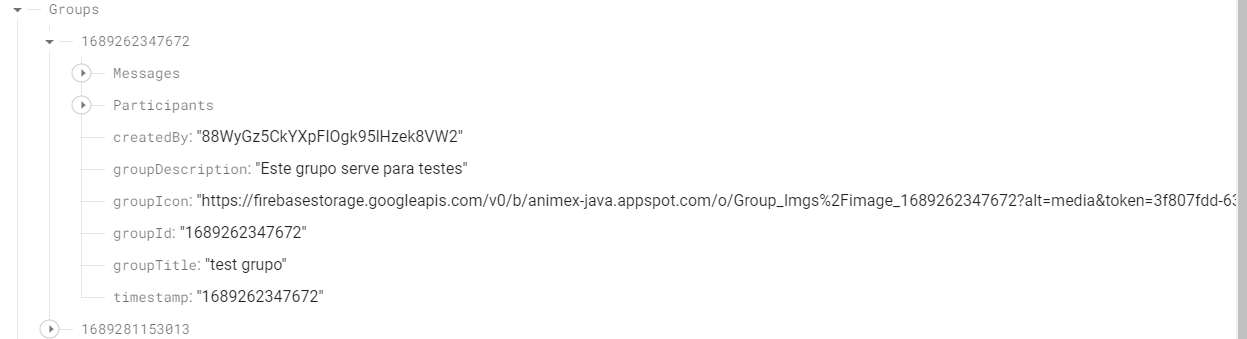 Groups
1689262347672
Messages
Participants
createdBy: "88WyGz5CkYXpFIOgk95IHzek8VW2"
groupDescription: "Este grupo serve para testes"
groupIcon: "https://firebasestorage.googleapis.com/v0/b/animex-java.appspot.com/o/Group_Imgs%2Fimage_1689262347672?alt=media&token=3f807fdd-63
groupId: "1689262347672"
groupTitle: "test grupo"
timestamp: "1689262347672"
1689281153013